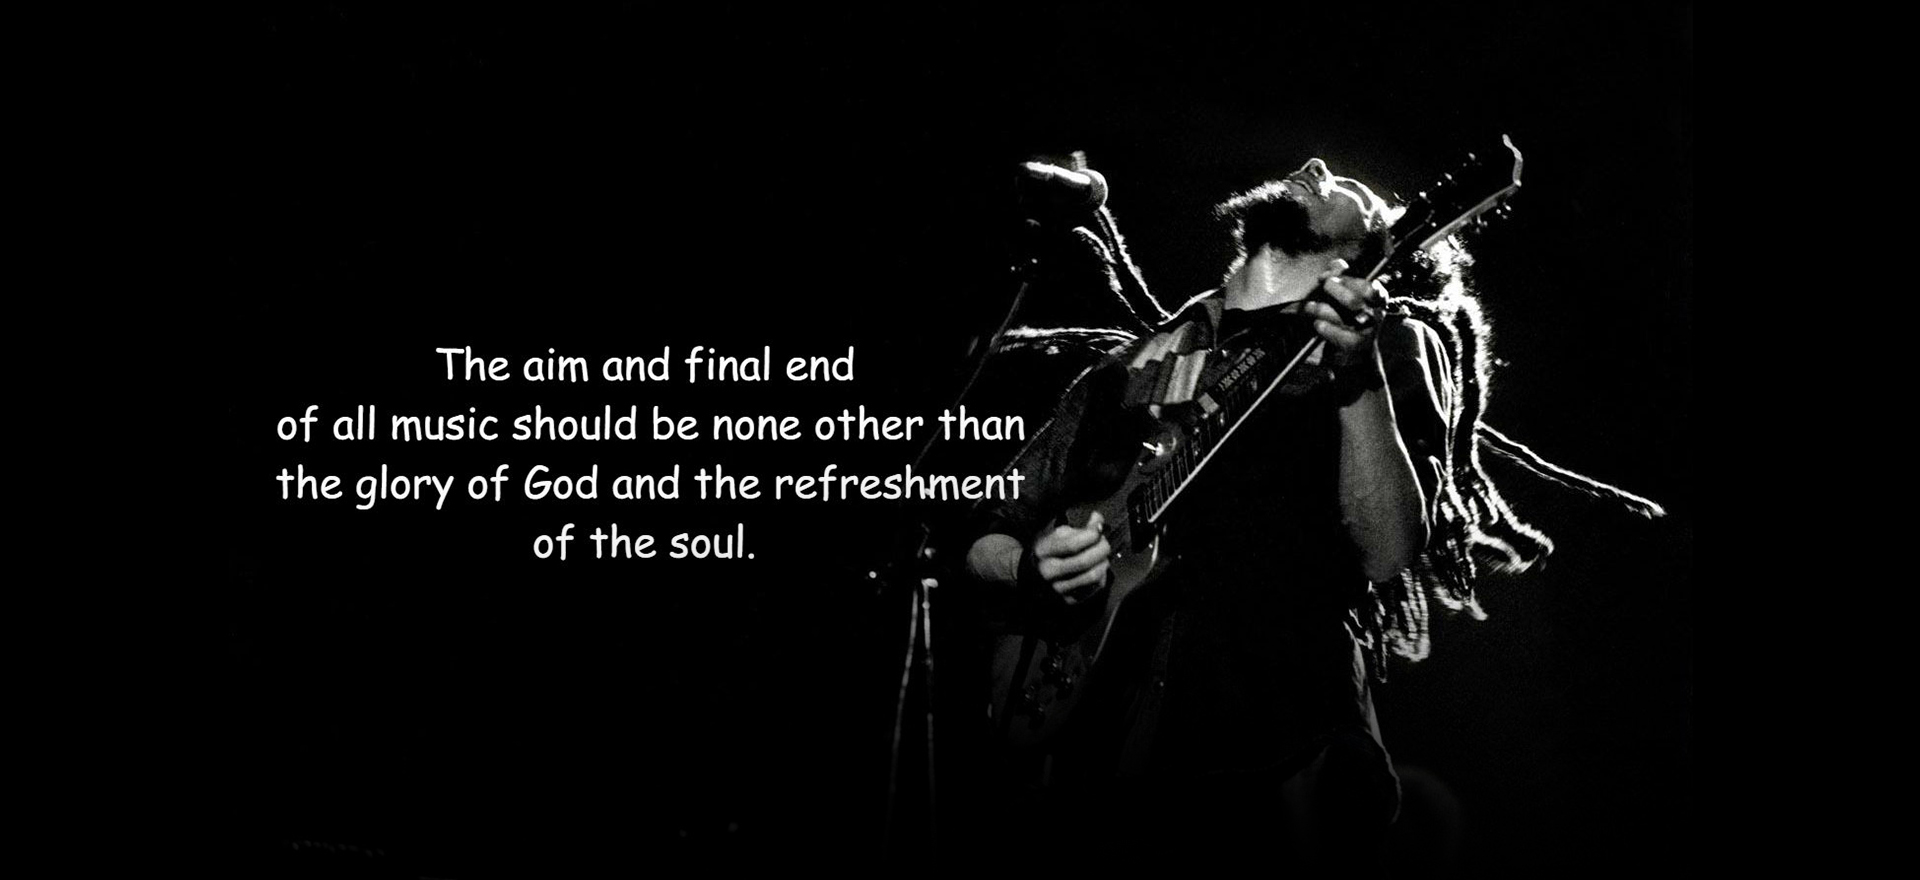 The aim and final end
of all music should be none other than
the glory of God and the refreshment
of the soul.